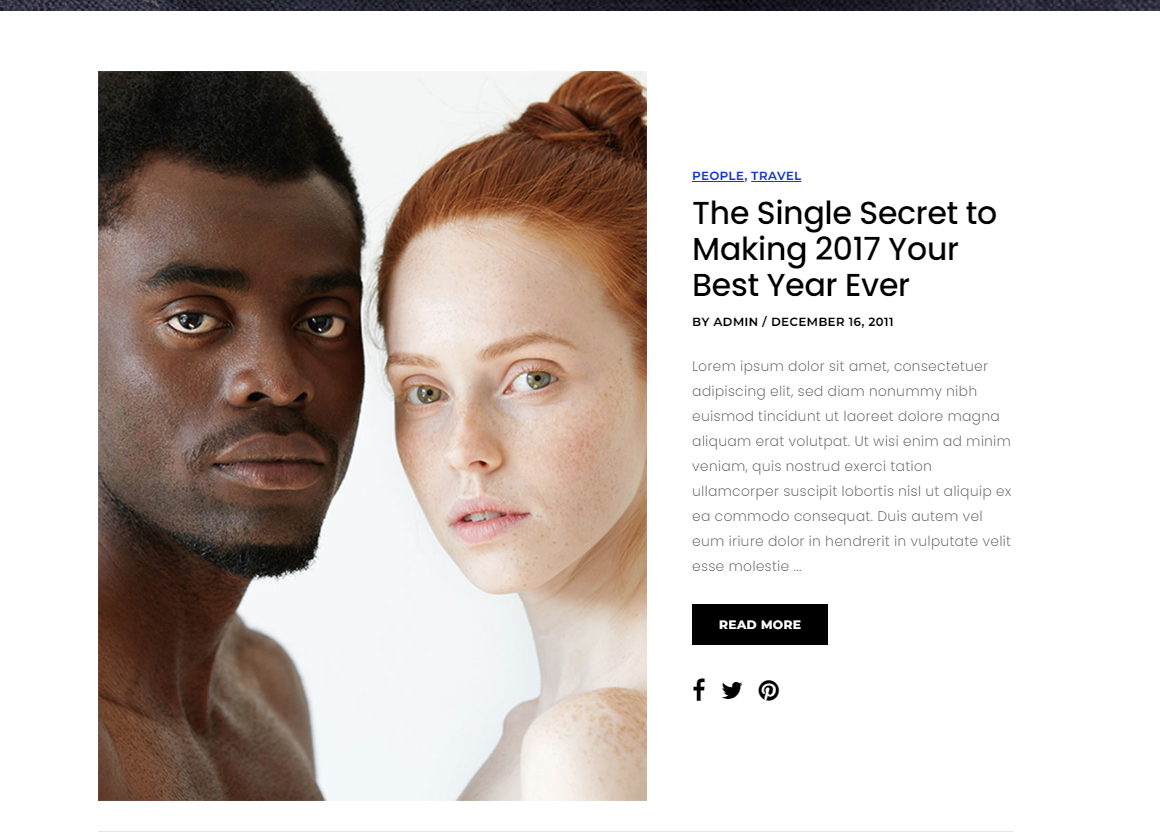 PEOPLE, TRAVEL
The Single Secret to
Making 2017 Your
Best Year Ever
BY ADMIN / DECEMBER 16, 2011
Lorem ipsum dolor sit amet, consectetuer
adipiscing elit, sed diam nonummy nibh
euismod tincidunt ut laoreet dolore magna
aliquam erat volutpat. Ut wisi enim ad minim
veniam, quis nostrud exerci tation
ullamcorper suscipit lobortis nisl ut aliquip ex
ea commodo consequat. Duis autem vel
eum iriure dolor in hendrerit in vulputate velit
esse molestie ...
READ MORE